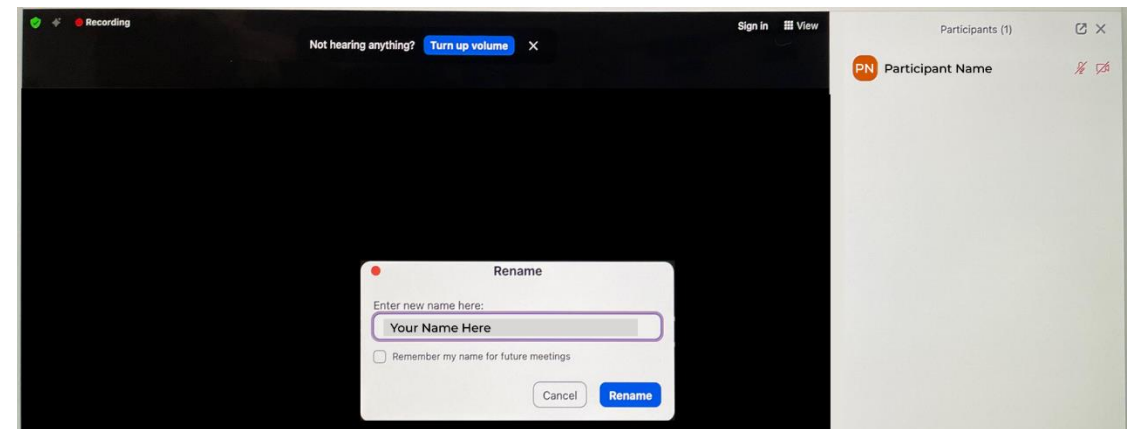 Recording
Sign in View
Not hearing anything? Turn up volume
Participants (1)
PN Participant Name
Rename
Enter new name here:
Your Name Here
Remember my name for future meetings
Cancel Rename